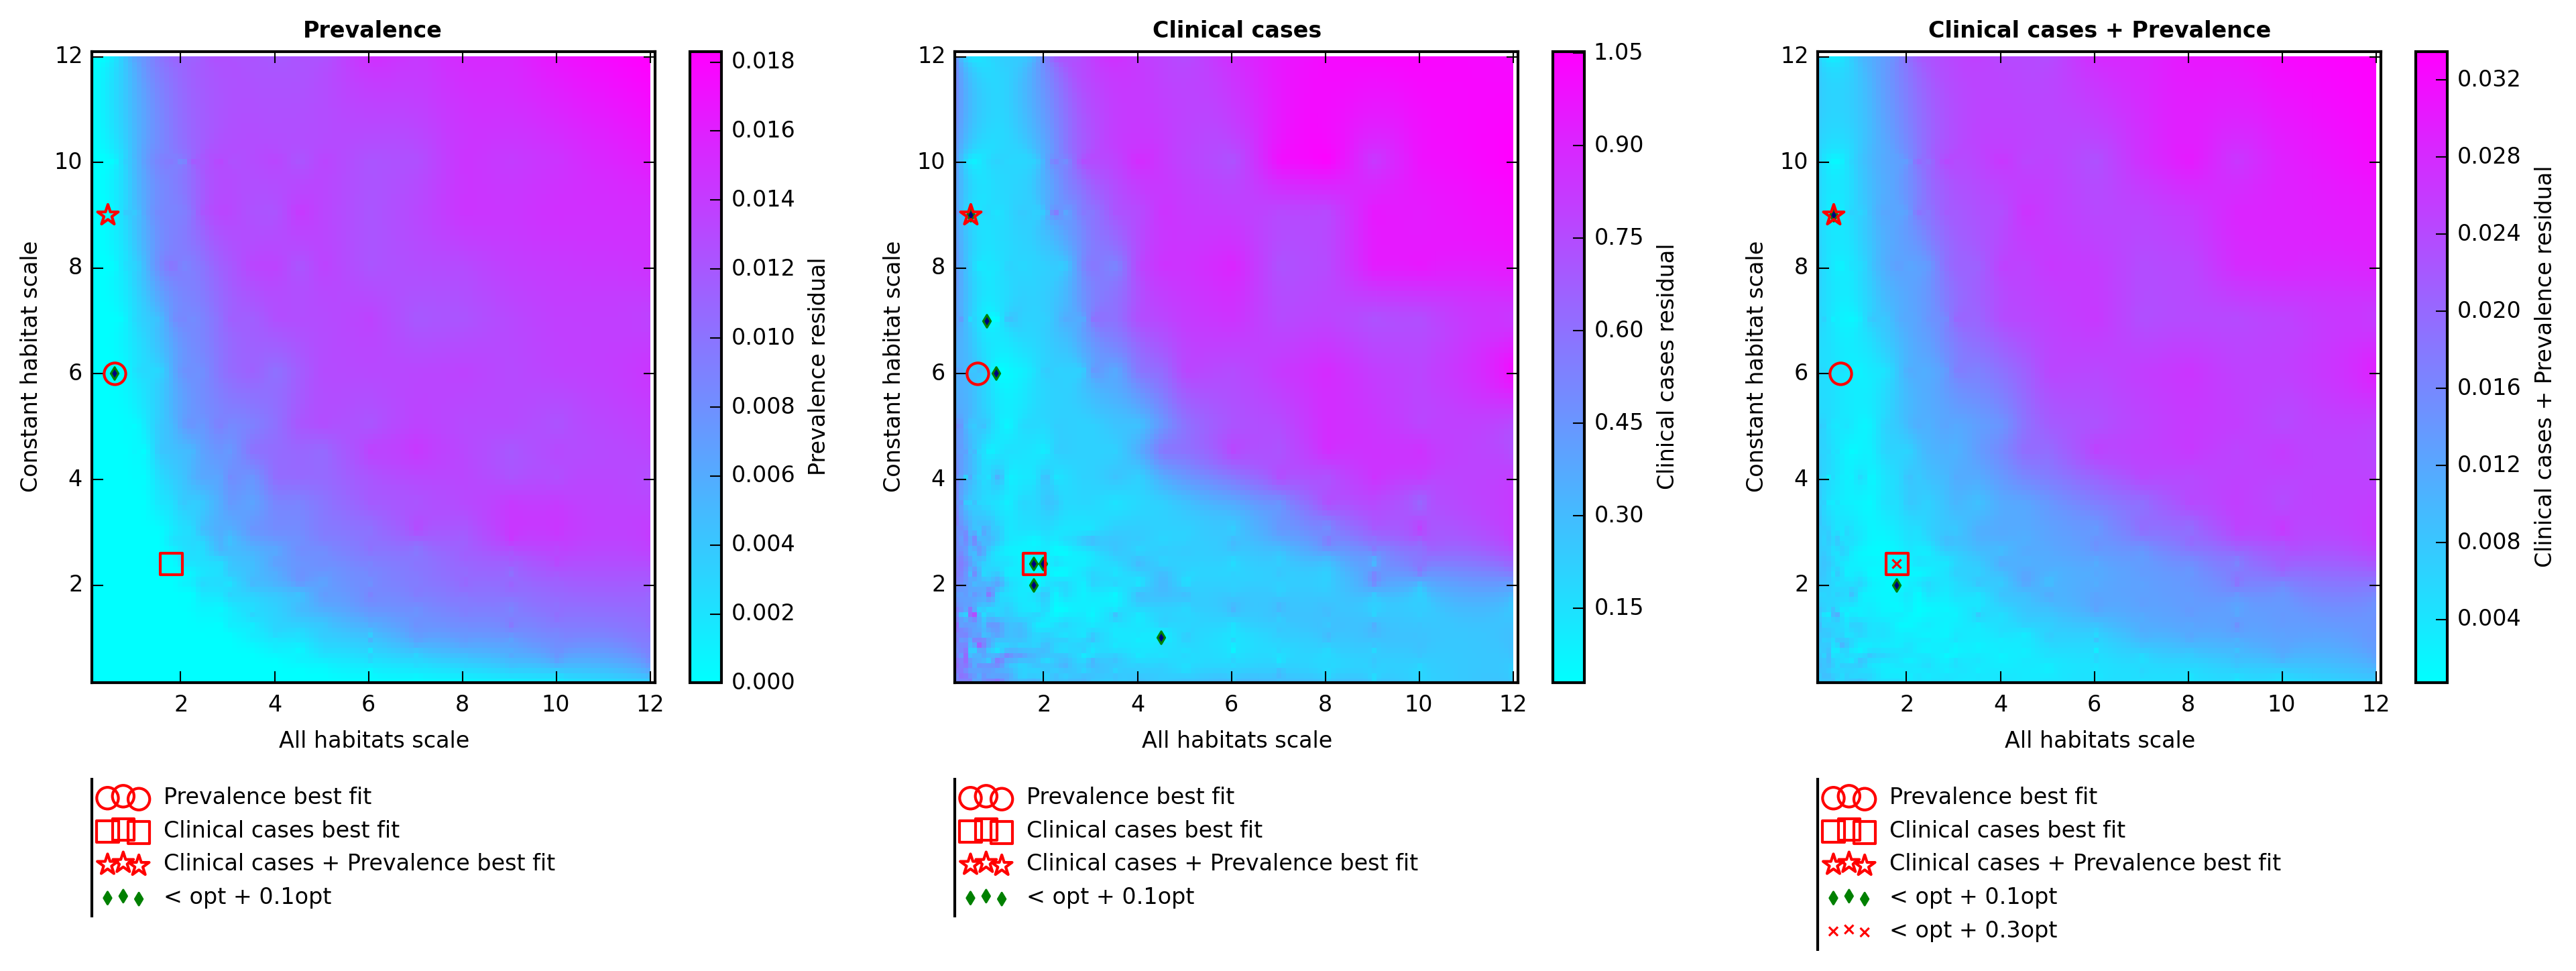 Prevalence
12
10
8
6
4
2
2 4 6 8 10 12
Constant habitat scale
All habitats scale
0.018
0.016
0.014
0.012
0.010
0.008
0.006
0.004
0.002
0.000
Prevalence residual
Prevalence best fit
Clinical cases best fit
Clinical cases + Prevalence best fit
< opt + 0.1opt
Clinical cases
12
10
8
6
4
2
2 4 6 8 10 12
Constant habitat scale
All habitats scale
1.05
0.90
0.75
0.60
0.45
0.30
0.15
Clinical cases residual
Prevalence best fit
Clinical cases best fit
Clinical cases + Prevalence best fit
< opt + 0.1opt
Clinical cases + Prevalence
12
10
8
6
4
2
2 4 6 8 10 12
Constant habitat scale
All habitats scale
0.032
0.028
0.024
0.020
0.016
0.012
0.008
0.004
Clinical cases + Prevalence residual
Prevalence best fit
Clinical cases best fit
Clinical cases + Prevalence best fit
< opt + 0.1opt
< opt + 0.3opt